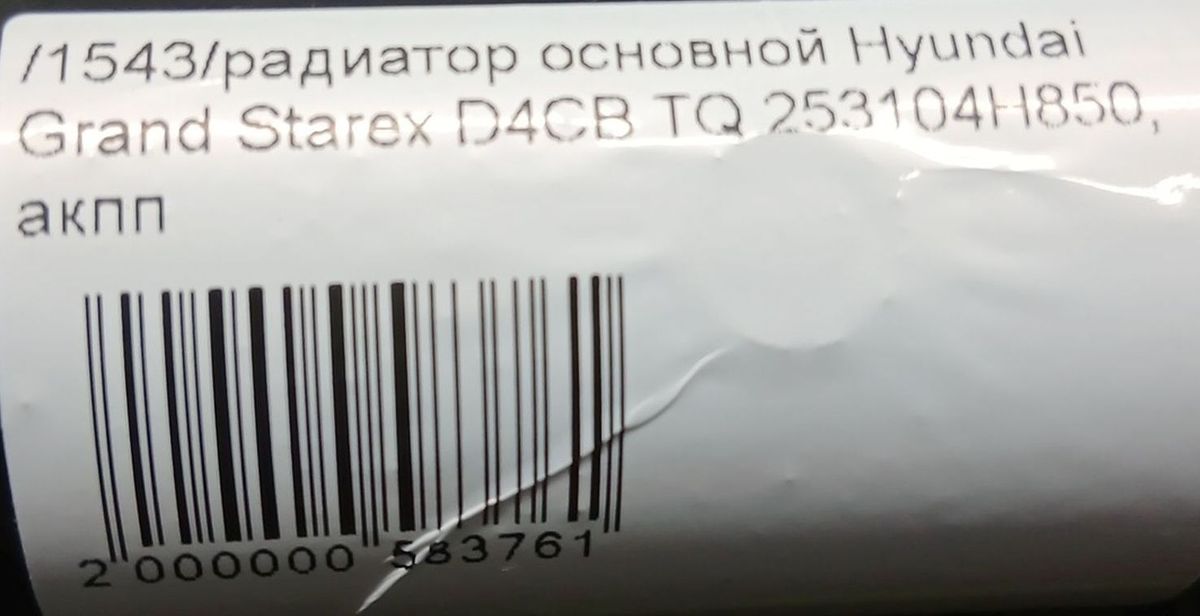 /1543/радиатор основной Hyundai
Grand Starex D4CB TQ 253104H850,
акпп
2 000000 583761